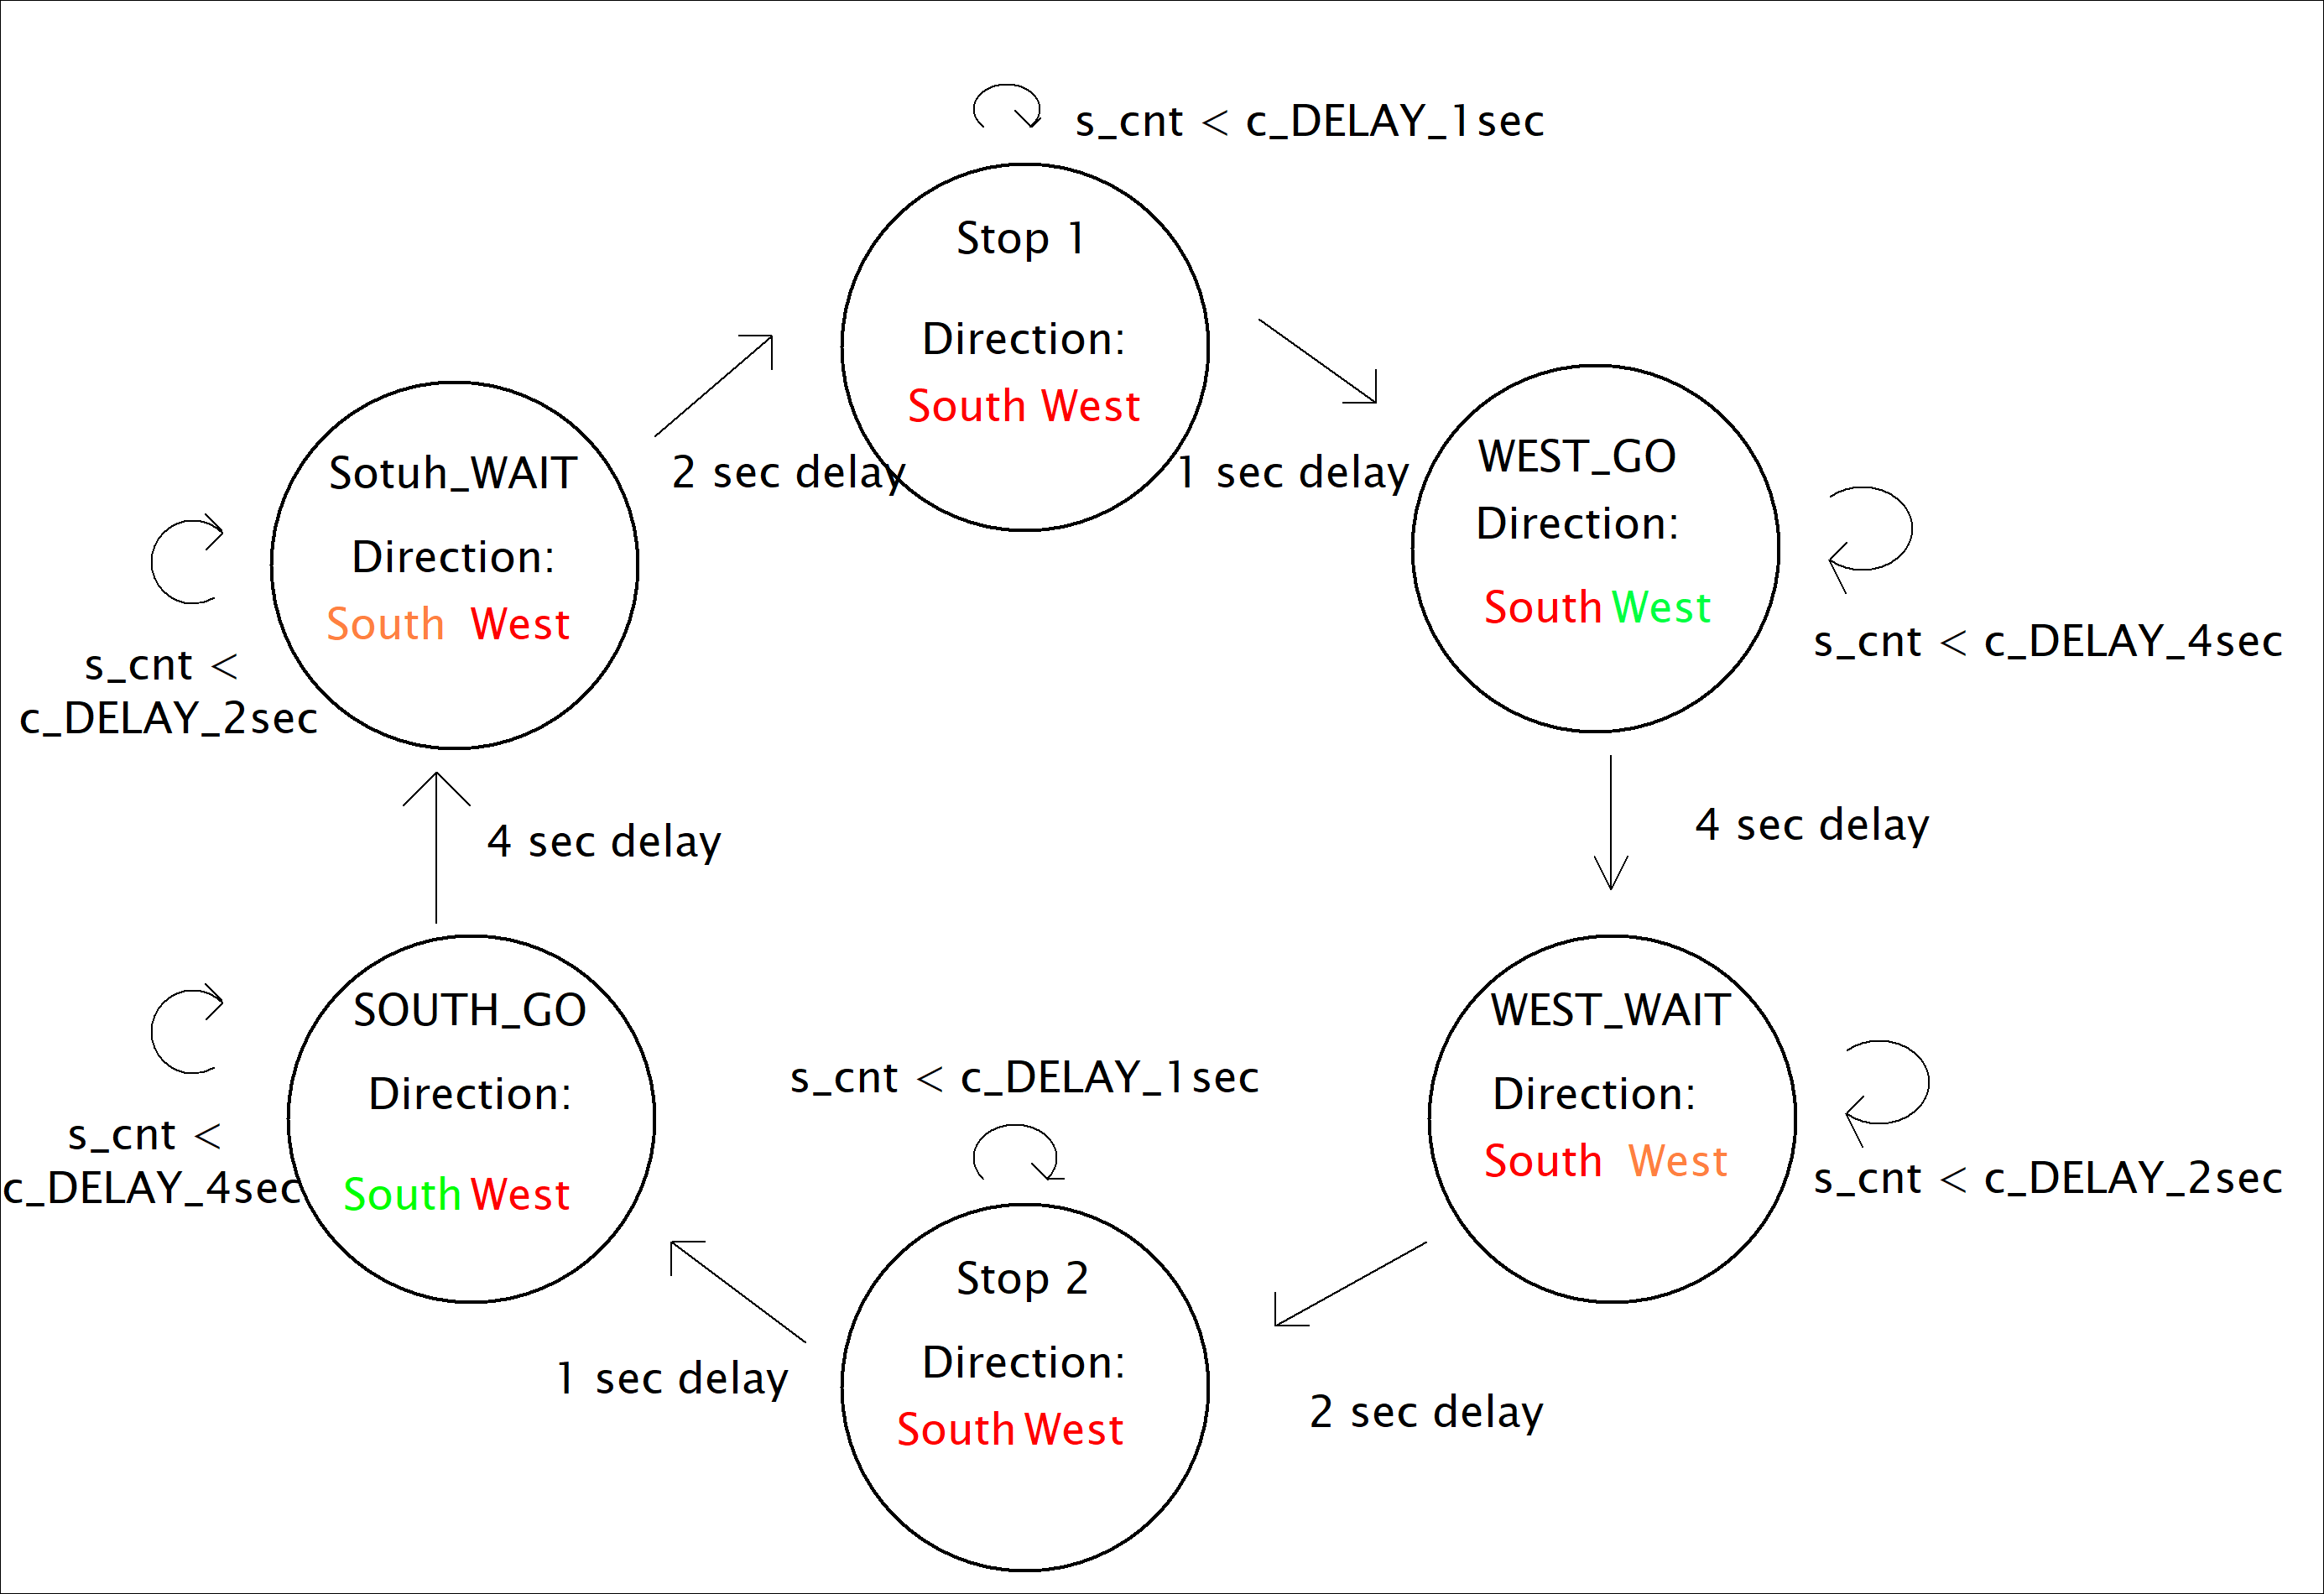 s_cnt < c_DELAY_1sec
Stop 1
Direction:
South West
2 sec delay
1 sec delay
WEST_GO
Direction:
South West
s_cnt < c_DELAY_4sec
Sotuh_WAIT
Direction:
South West
s_cnt <
c_DELAY_2sec
4 sec delay
4 sec delay
SOUTH_GO
Direction:
South West
s_cnt <
c_DELAY_4sec
WEST_WAIT
Direction:
South West
s_cnt < c_DELAY_2sec
s_cnt < c_DELAY_1sec
Stop 2
Direction:
South West
1 sec delay
2 sec delay